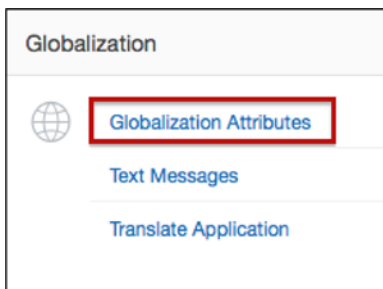 Globalization
Globalization Attributes
Text Messages
Translate Application